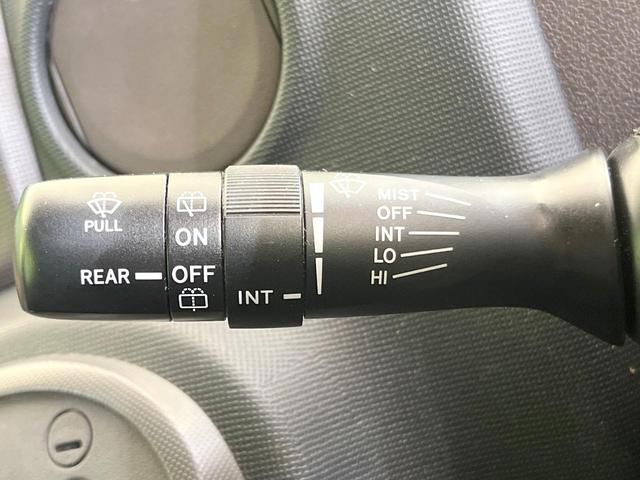 PULL
REAR
ON
OFF
INT
MIST
OFF
INT
LO
HI